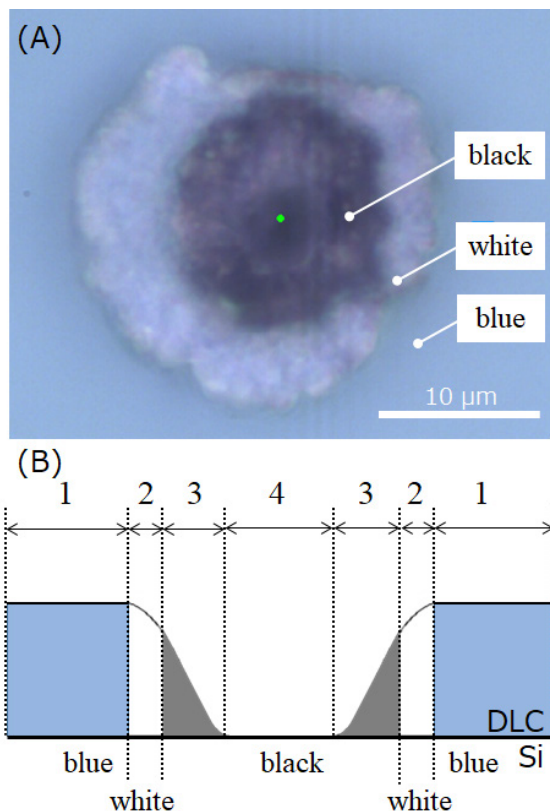 (A)
black
white
blue
10 μm
(B)
1 2 3 4 3 2 1
DLC
Si
blue black blue
white white